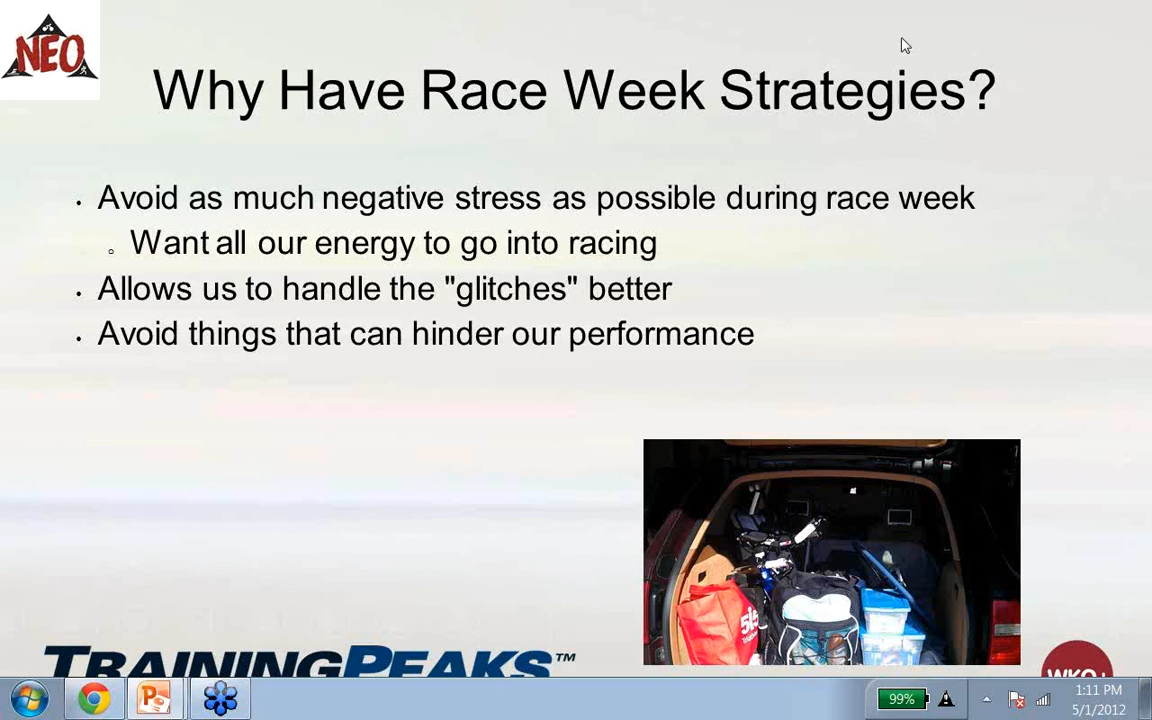 NEO
Why Have Race Week Strategies?
Avoid as much negative stress as possible during race week
Want all our energy to go into racing
Allows us to handle the "glitches" better
Avoid things that can hinder our performance
515
TRAININGPEAKS™
WKO+
99%
1:11 PM
5/1/2012